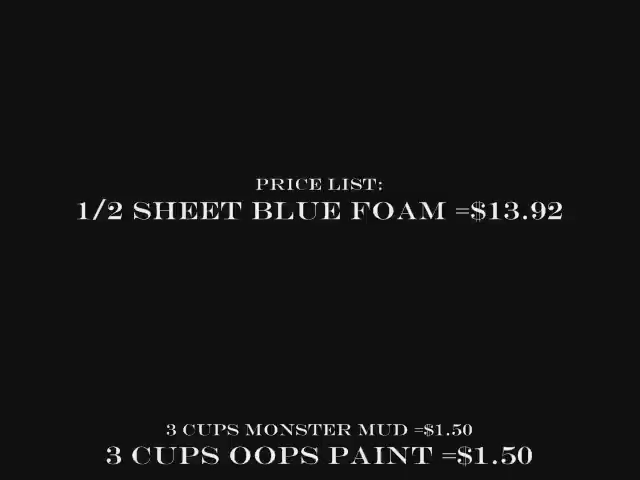 PRICE LIST:
1/2 SHEET BLUE FOAM =$13.92
3 CUPS MONSTER MUD =$1.50
3 CUPS OOPS PAINT =$1.50